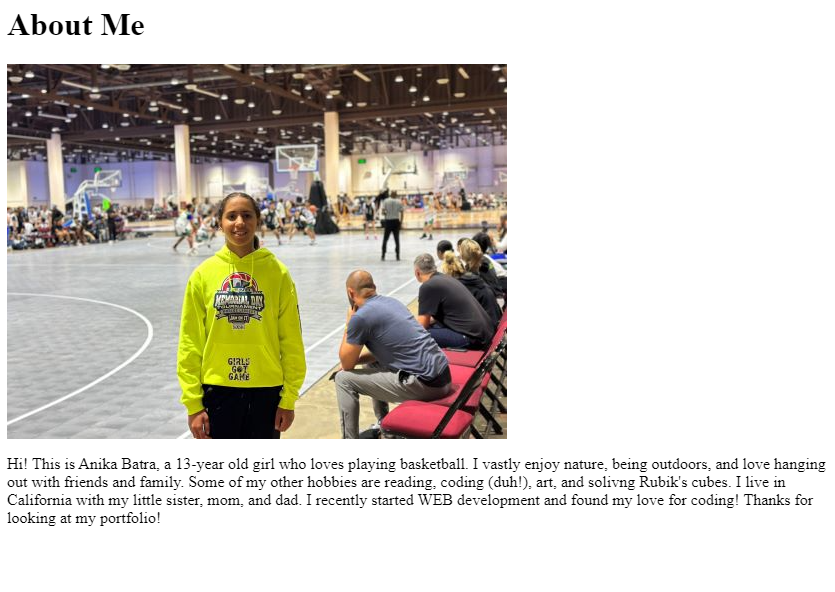 About Me
MEMORIAL DAY
TOURNAMENT
GIRLS
GOT
GAME
Hi! This is Anika Batra, a 13-year old girl who loves playing basketball. I vastly enjoy nature, being outdoors, and love hanging
out with friends and family. Some of my other hobbies are reading, coding (duh!), art, and solivng Rubik's cubes. I live in
California with my little sister, mom, and dad. I recently started WEB development and found my love for coding! Thanks for
looking at my portfolio!